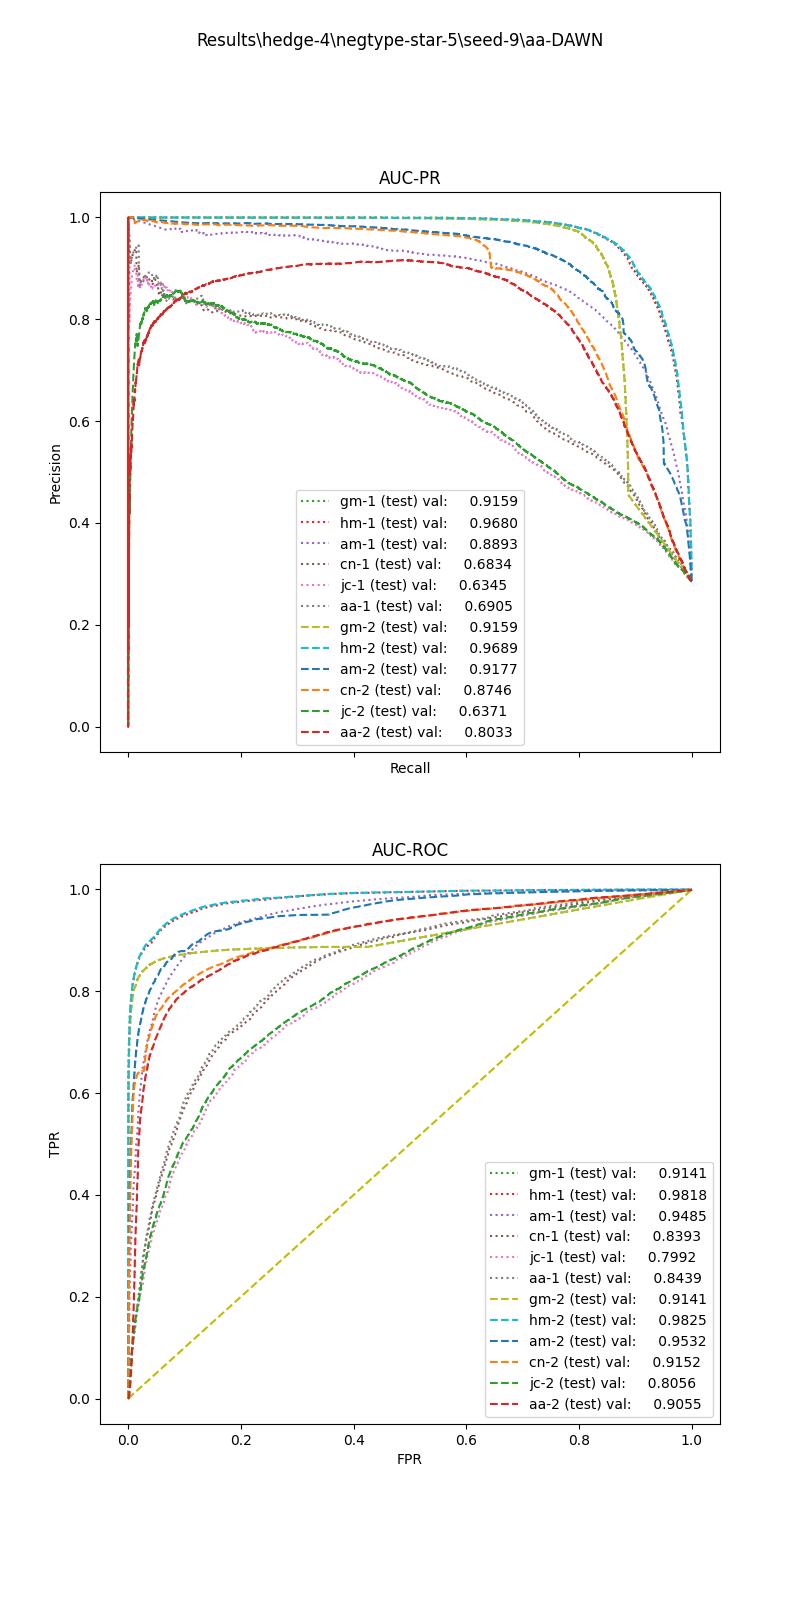 Results\hedge-4\negtype-star-5\seed-9\aa-DAWN
AUC-PR
1.0
0.8
0.6
0.4
0.2
0.0
Precision
gm-1 (test) val: 0.9159
hm-1 (test) val: 0.9680
am-1 (test) val: 0.8893
cn-1 (test) val: 0.6834
jc-1 (test) val: 0.6345
aa-1 (test) val: 0.6905
gm-2 (test) val: 0.9159
hm-2 (test) val: 0.9689
am-2 (test) val: 0.9177
cn-2 (test) val: 0.8746
jc-2 (test) val: 0.6371
aa-2 (test) val: 0.8033
Recall
AUC-ROC
1.0
0.8
0.6
0.4
0.2
0.0
TPR
gm-1 (test) val: 0.9141
hm-1 (test) val: 0.9818
am-1 (test) val: 0.9485
cn-1 (test) val: 0.8393
jc-1 (test) val: 0.7992
aa-1 (test) val: 0.8439
gm-2 (test) val: 0.9141
hm-2 (test) val: 0.9825
am-2 (test) val: 0.9532
cn-2 (test) val: 0.9152
jc-2 (test) val: 0.8056
aa-2 (test) val: 0.9055
0.0 0.2 0.4 0.6 0.8 1.0
FPR